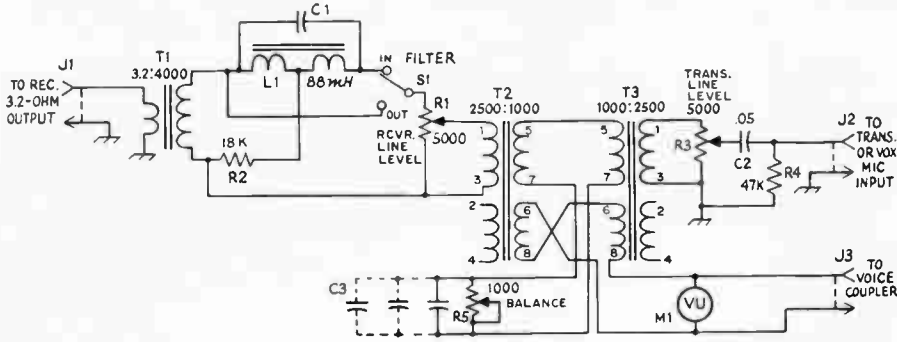 C1
J1
TO REC.
3.2-OHM
OUTPUT
T1
3.2:4000
L1
88mH
IN FILTER
S1
OUT
R1
5000
RCVR.
LINE
LEVEL
18K
R2
T2
2500:1000
1
3
2
4
5
7
6
8
T3
1000:2500
5
7
6
8
1
3
2
4
TRANS.
LINE
LEVEL
5000
R3
.05
C2
R4
47K
J2
TO
TRANS.
OR VOX
MIC
INPUT
C3
1000
BALANCE
R5
M1
VU
J3
TO
VOICE
COUPLER